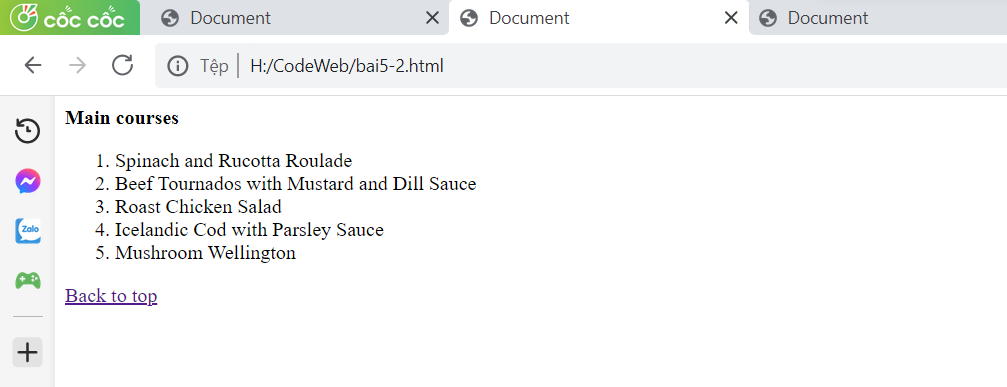 cốc cốc
Document
Document
Document
Tệp
H:/CodeWeb/bai5-2.html
Main courses
1. Spinach and Rucotta Roulade
2. Beef Tournados with Mustard and Dill Sauce
3. Roast Chicken Salad
4. Icelandic Cod with Parsley Sauce
5. Mushroom Wellington
Zalo
Back to top